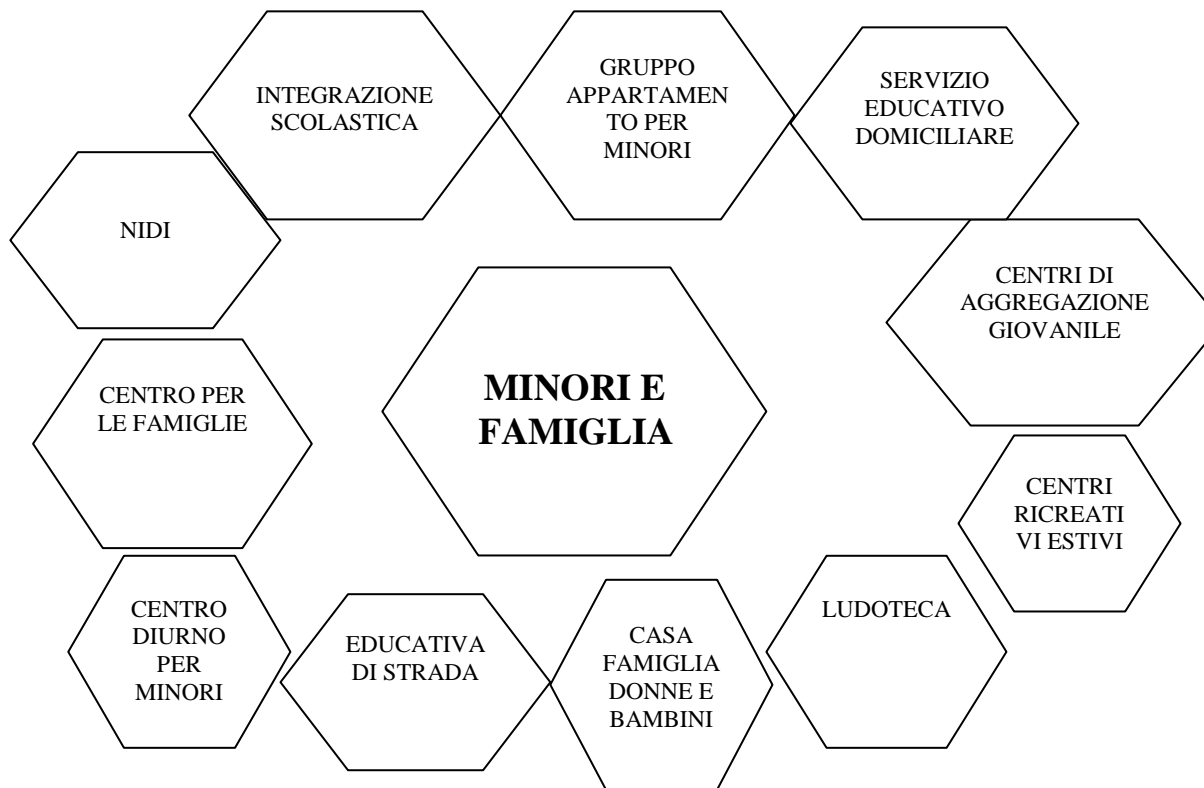 INTEGRAZIONE
SCOLASTICA
GRUPPO
APPARTAMEN
TO PER
MINORI
SERVIZIO
EDUCATIVO
DOMICILIARE
NIDI
CENTRI DI
AGGREGAZIONE
GIOVANILE
MINORI E
FAMIGLIA
CENTRO PER
LE FAMIGLIE
CENTRI
RICREATI
VI ESTIVI
CENTRO
DIURNO
PER
MINORI
EDUCATIVA
DI STRADA
CASA
FAMIGLIA
DONNE E
BAMBINI
LUDOTECA